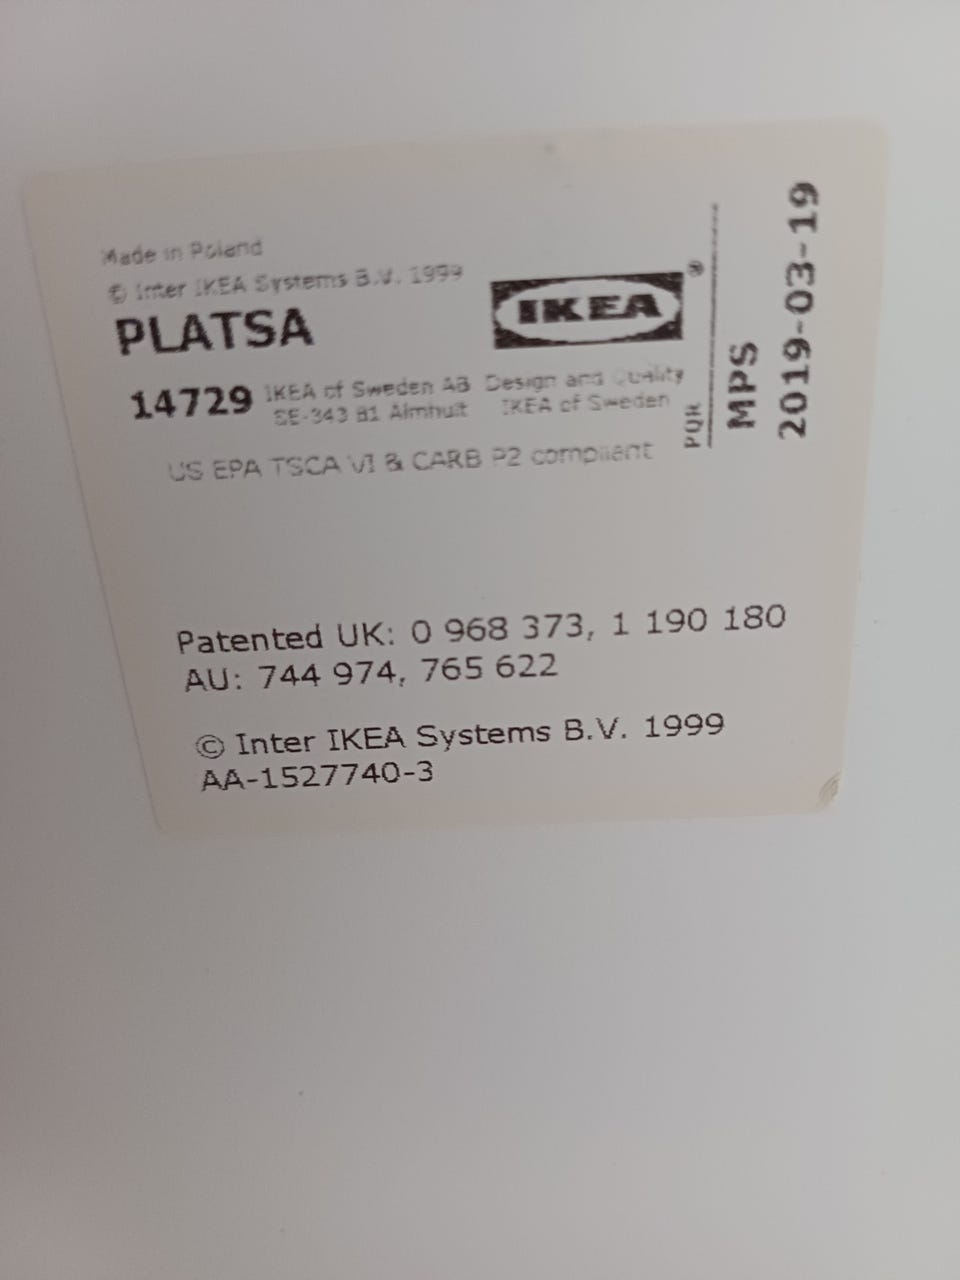 Made in Poland
© Inter IKEA Systems B.V. 1999
PLATSA
IKEA
®
14729
IKEA of Sweden AB
SE-343 81 Älmhult
Design and Quality
IKEA of Sweden
US EPA TSCA VI & CARB P2 compliant
PQR
MPS
2019-03-19
Patented UK: 0 968 373, 1 190 180
AU: 744 974, 765 622
© Inter IKEA Systems B.V. 1999
AA-1527740-3